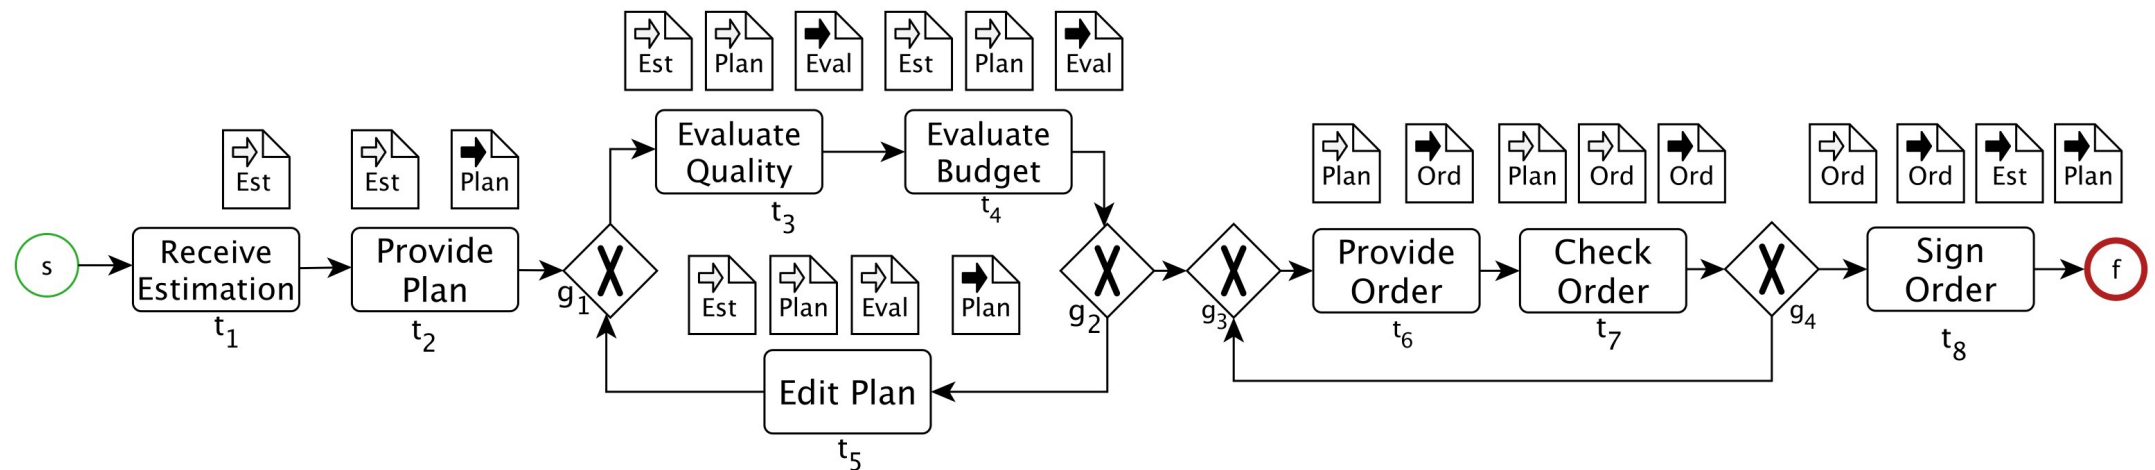 Est Plan Eval Est Plan Eval
Evaluate
Quality
t3
Evaluate
Budget
t4
Est Est Plan
Plan Ord Plan Ord Ord Ord Ord Est Plan
s
Receive
Estimation
t1
Provide
Plan
t2
X
g1
X
g2
X
g3
Provide
Order
t6
Check
Order
t7
X
g4
Sign
Order
t8
f
Est Plan Eval Plan
Edit Plan
t5